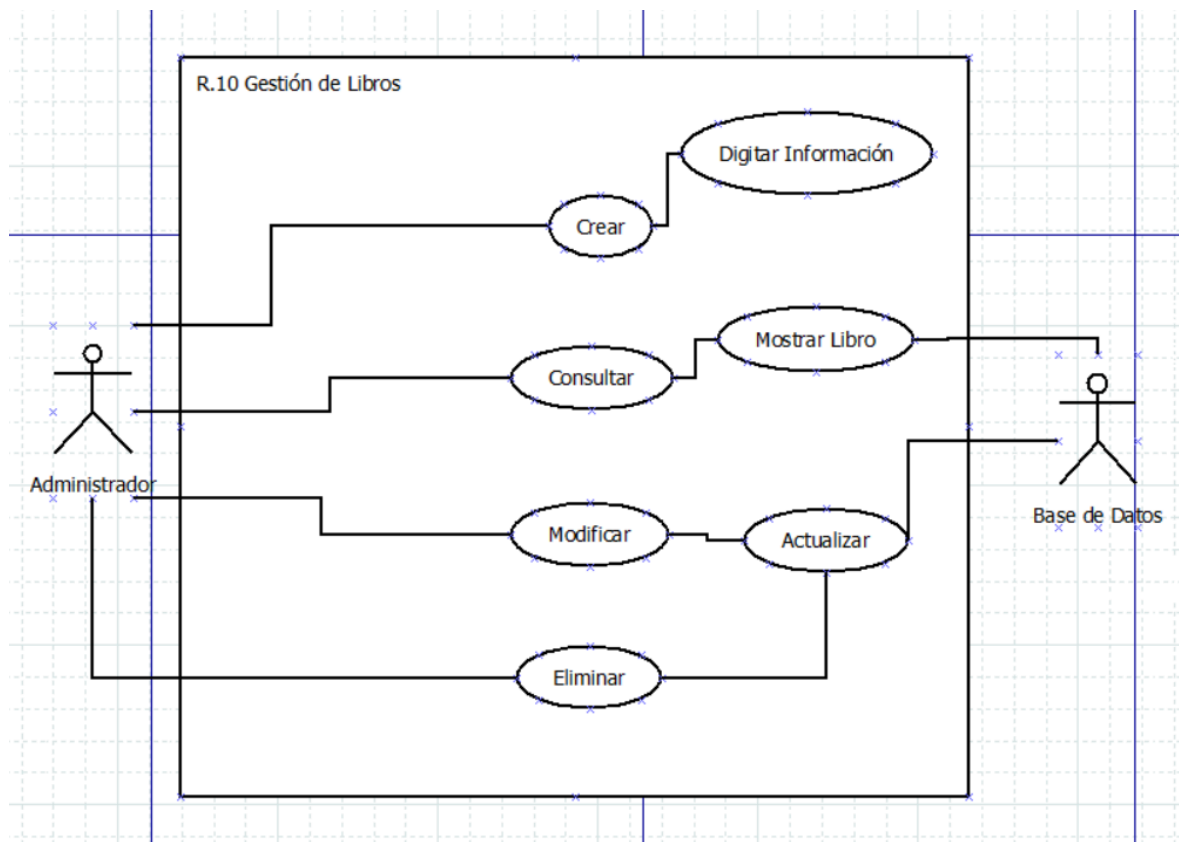 R.10 Gestión de Libros
Digitar Información
Crear
Mostrar Libro
Consultar
Administrador
Base de Datos
Modificar
Actualizar
Eliminar